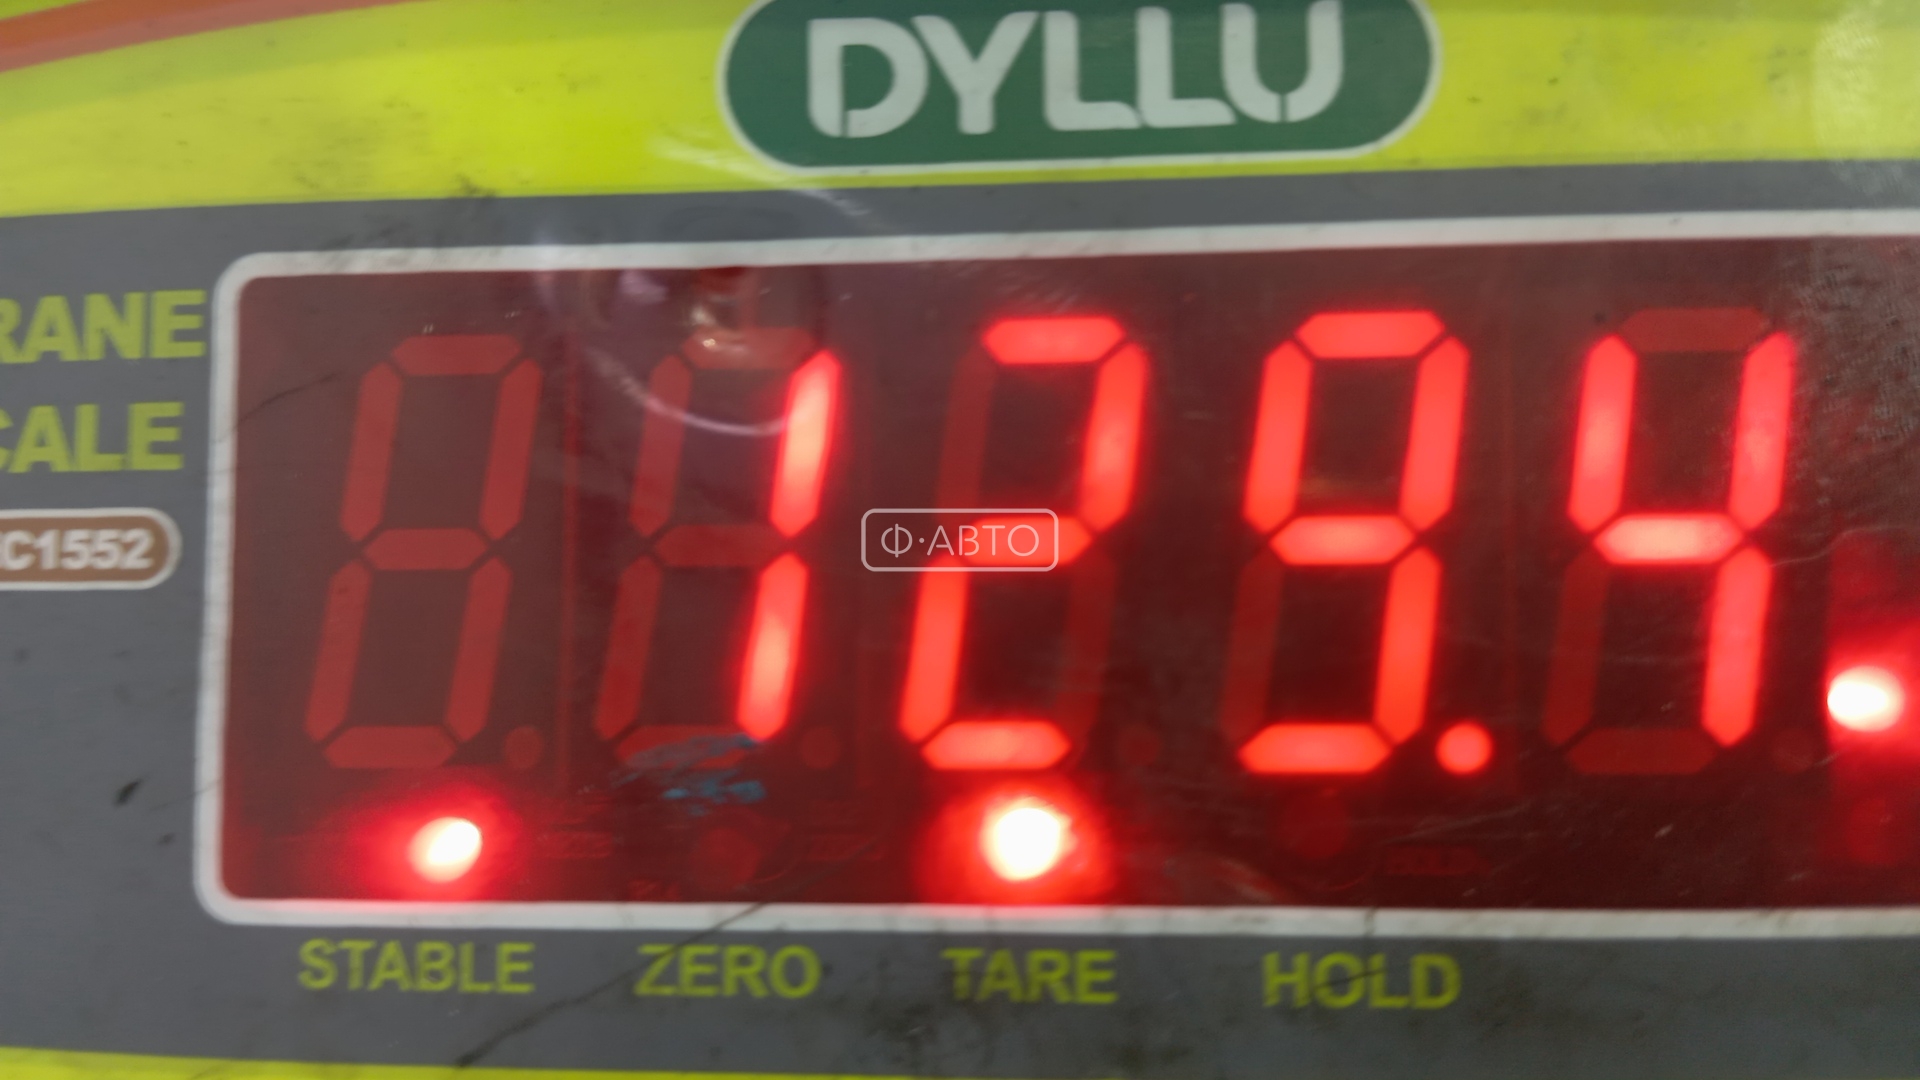 DYLLU
RANE
CALE
C1552
129.4
Ф·АВТО
STABLE ZERO TARE HOLD